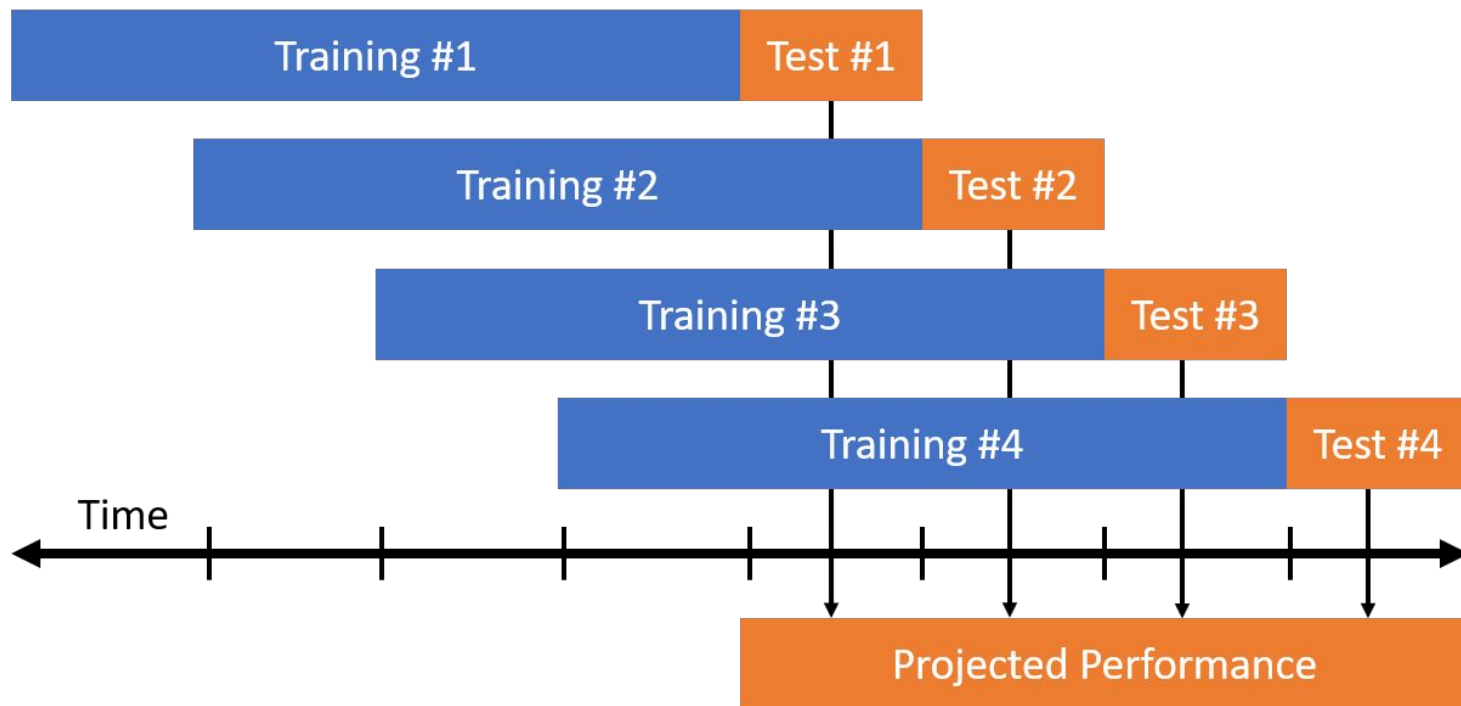 Training #1
Test #1
Training #2
Test #2
Training #3
Test #3
Training #4
Test #4
Time
Projected Performance